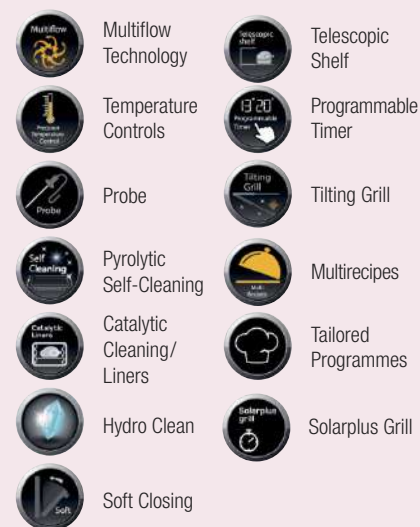 Multiflow
Multiflow
Technology
Precision
Temperature
Control
Temperature
Controls
Probe
Probe
Self
Cleaning
Pyrolytic
Self-Cleaning
Catalytic
Liners
Catalytic
Cleaning/
Liners
Hydro Clean
Soft
Soft Closing
Telescopic
shelf
Telescopic
Shelf
13:20
Programmable
Timer
Programmable
Timer
Tilting
Grill
Tilting Grill
Multi
Recipes
Multirecipes
Tailored
Programmes
Solarplus
grill
Solarplus Grill